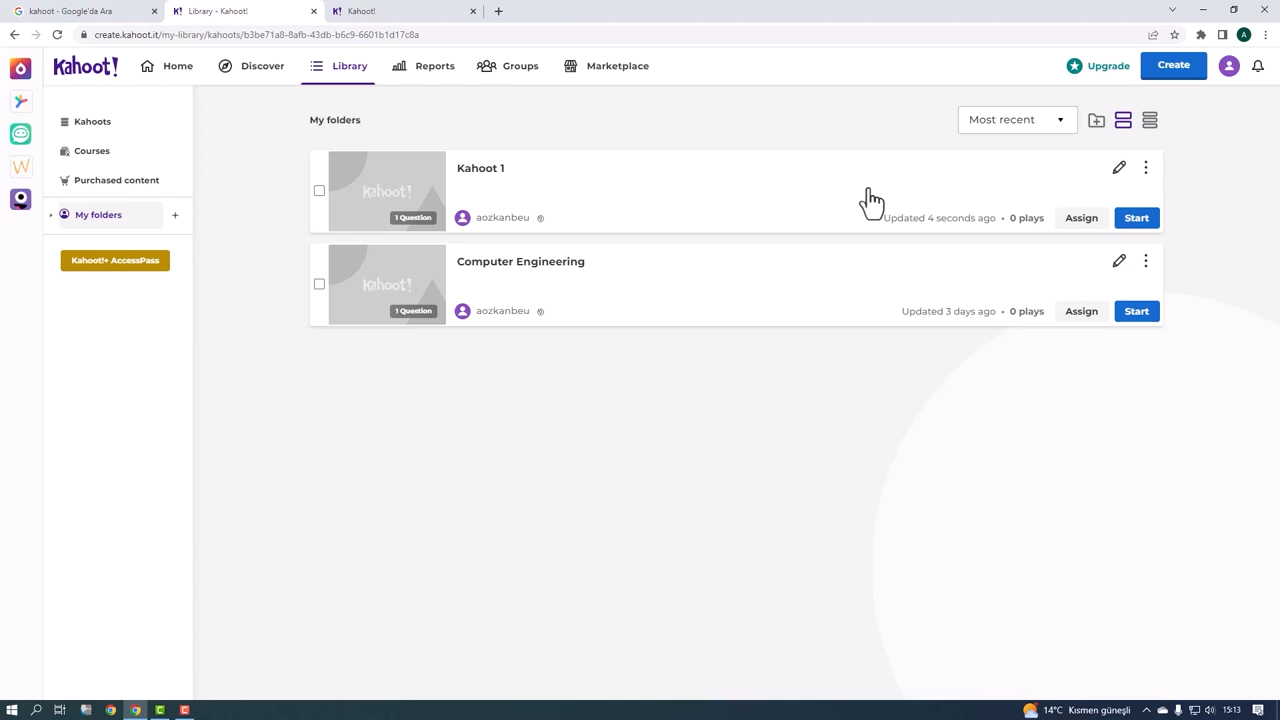 kahoot - Google'da Ara
Library - Kahoot!
Kahoot!
create.kahoot.it/my-library/kahoots/b3be71a8-8afb-43db-b6c9-6601b1d17c8a
A
Kahoot!
Home
Discover
Library
Reports
Groups
Marketplace
Upgrade
Create
Kahoots
Courses
Purchased content
My folders
Kahoot!+ AccessPass
My folders
Most recent
Kahoot!
1 Question
Kahoot 1
aozkanbeu
Updated 4 seconds ago • 0 plays
Assign
Start
Kahoot!
1 Question
Computer Engineering
aozkanbeu
Updated 3 days ago • 0 plays
Assign
Start
14°C Kısmen güneşli
15:13